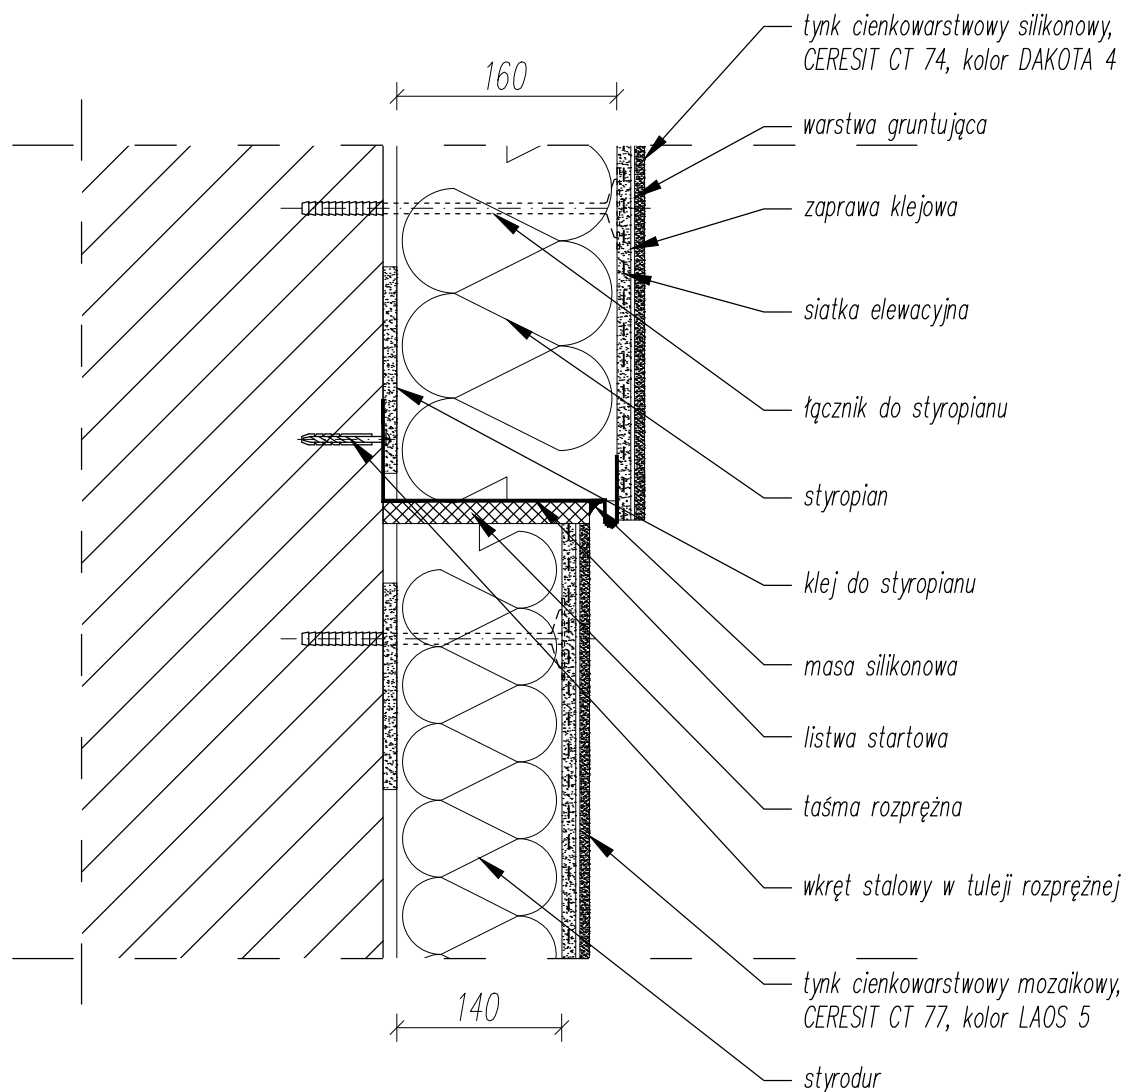 tynk cienkowarstwowy silikonowy,
CERESIT CT 74, kolor DAKOTA 4
160
warstwa gruntująca
zaprawa klejowa
siatka elewacyjna
łącznik do styropianu
styropian
klej do styropianu
masa silikonowa
listwa startowa
taśma rozprężna
wkręt stalowy w tuleji rozprężnej
tynk cienkowarstwowy mozaikowy,
CERESIT CT 77, kolor LAOS 5
140
styrodur